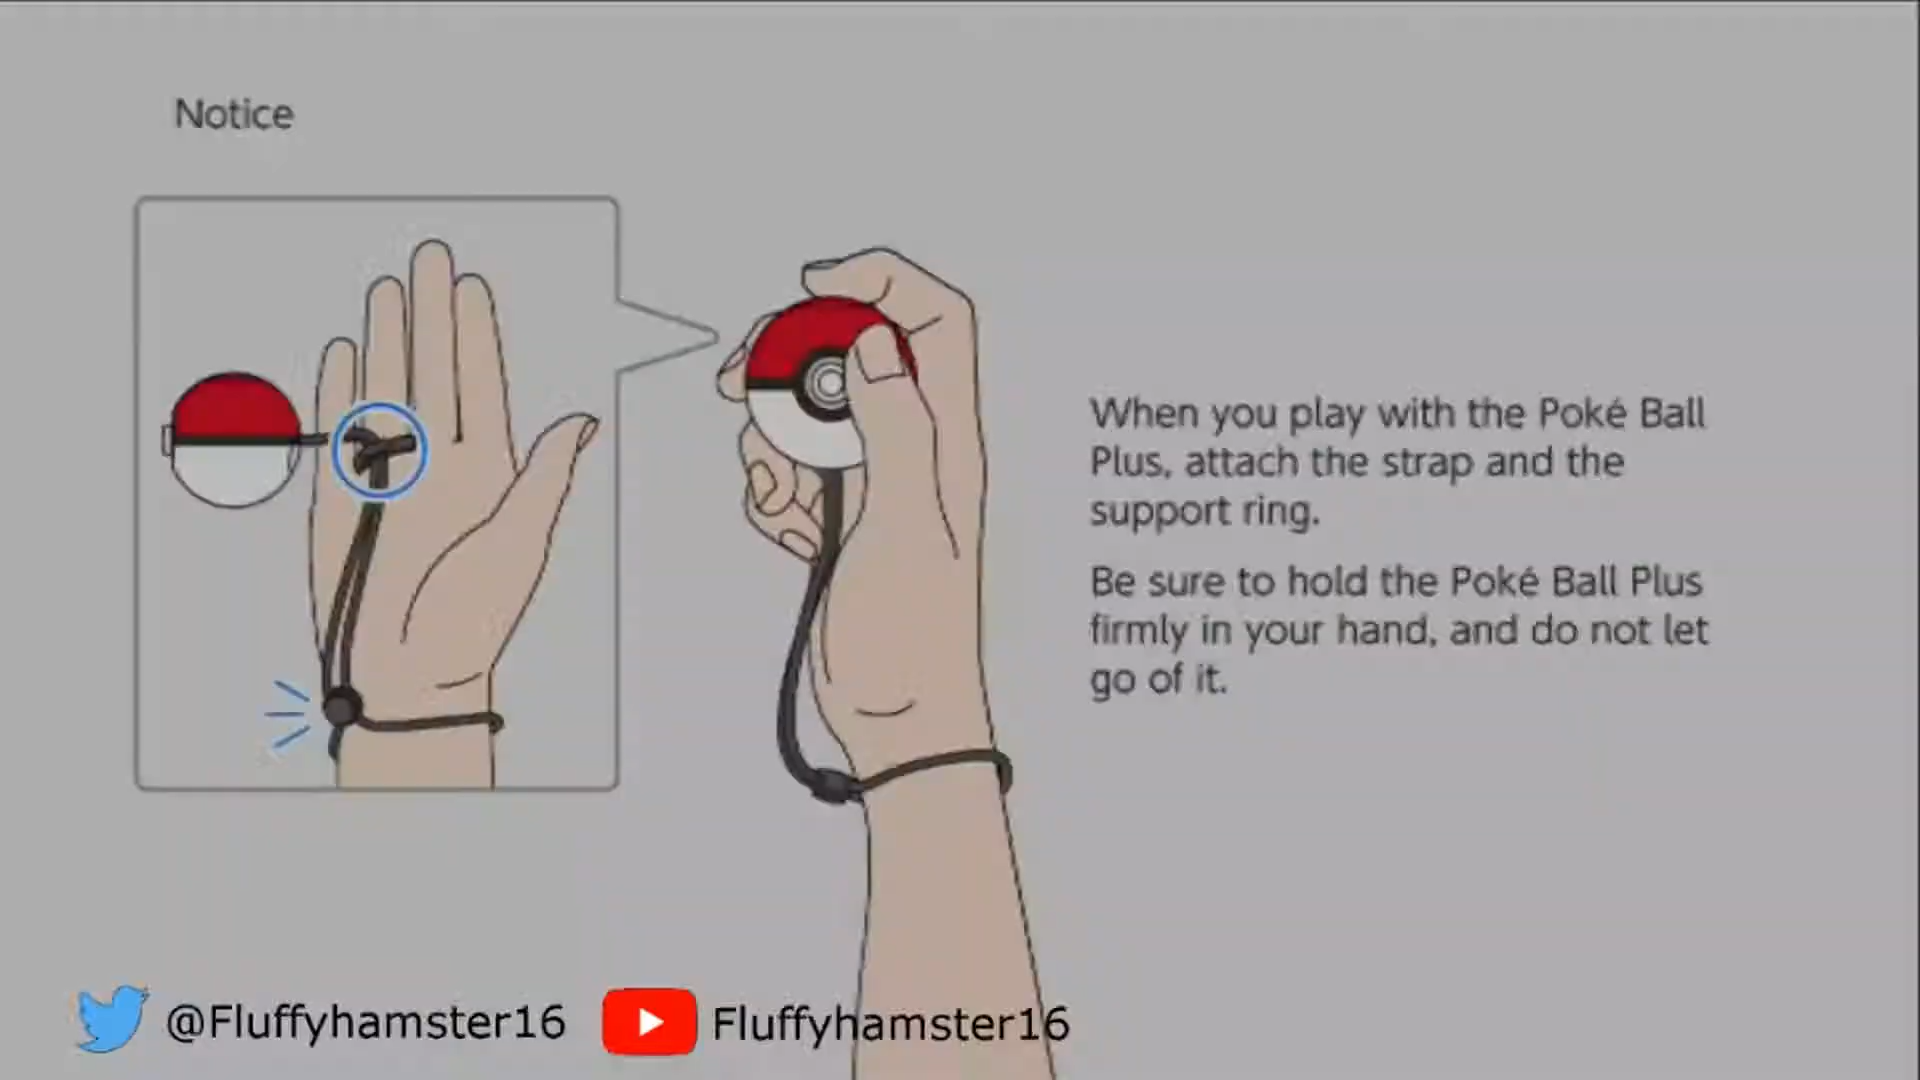 Notice
When you play with the Poké Ball
Plus, attach the strap and the
support ring.
Be sure to hold the Poké Ball Plus
firmly in your hand, and do not let
go of it.
@Fluffyhamster16
Fluffyhamster16